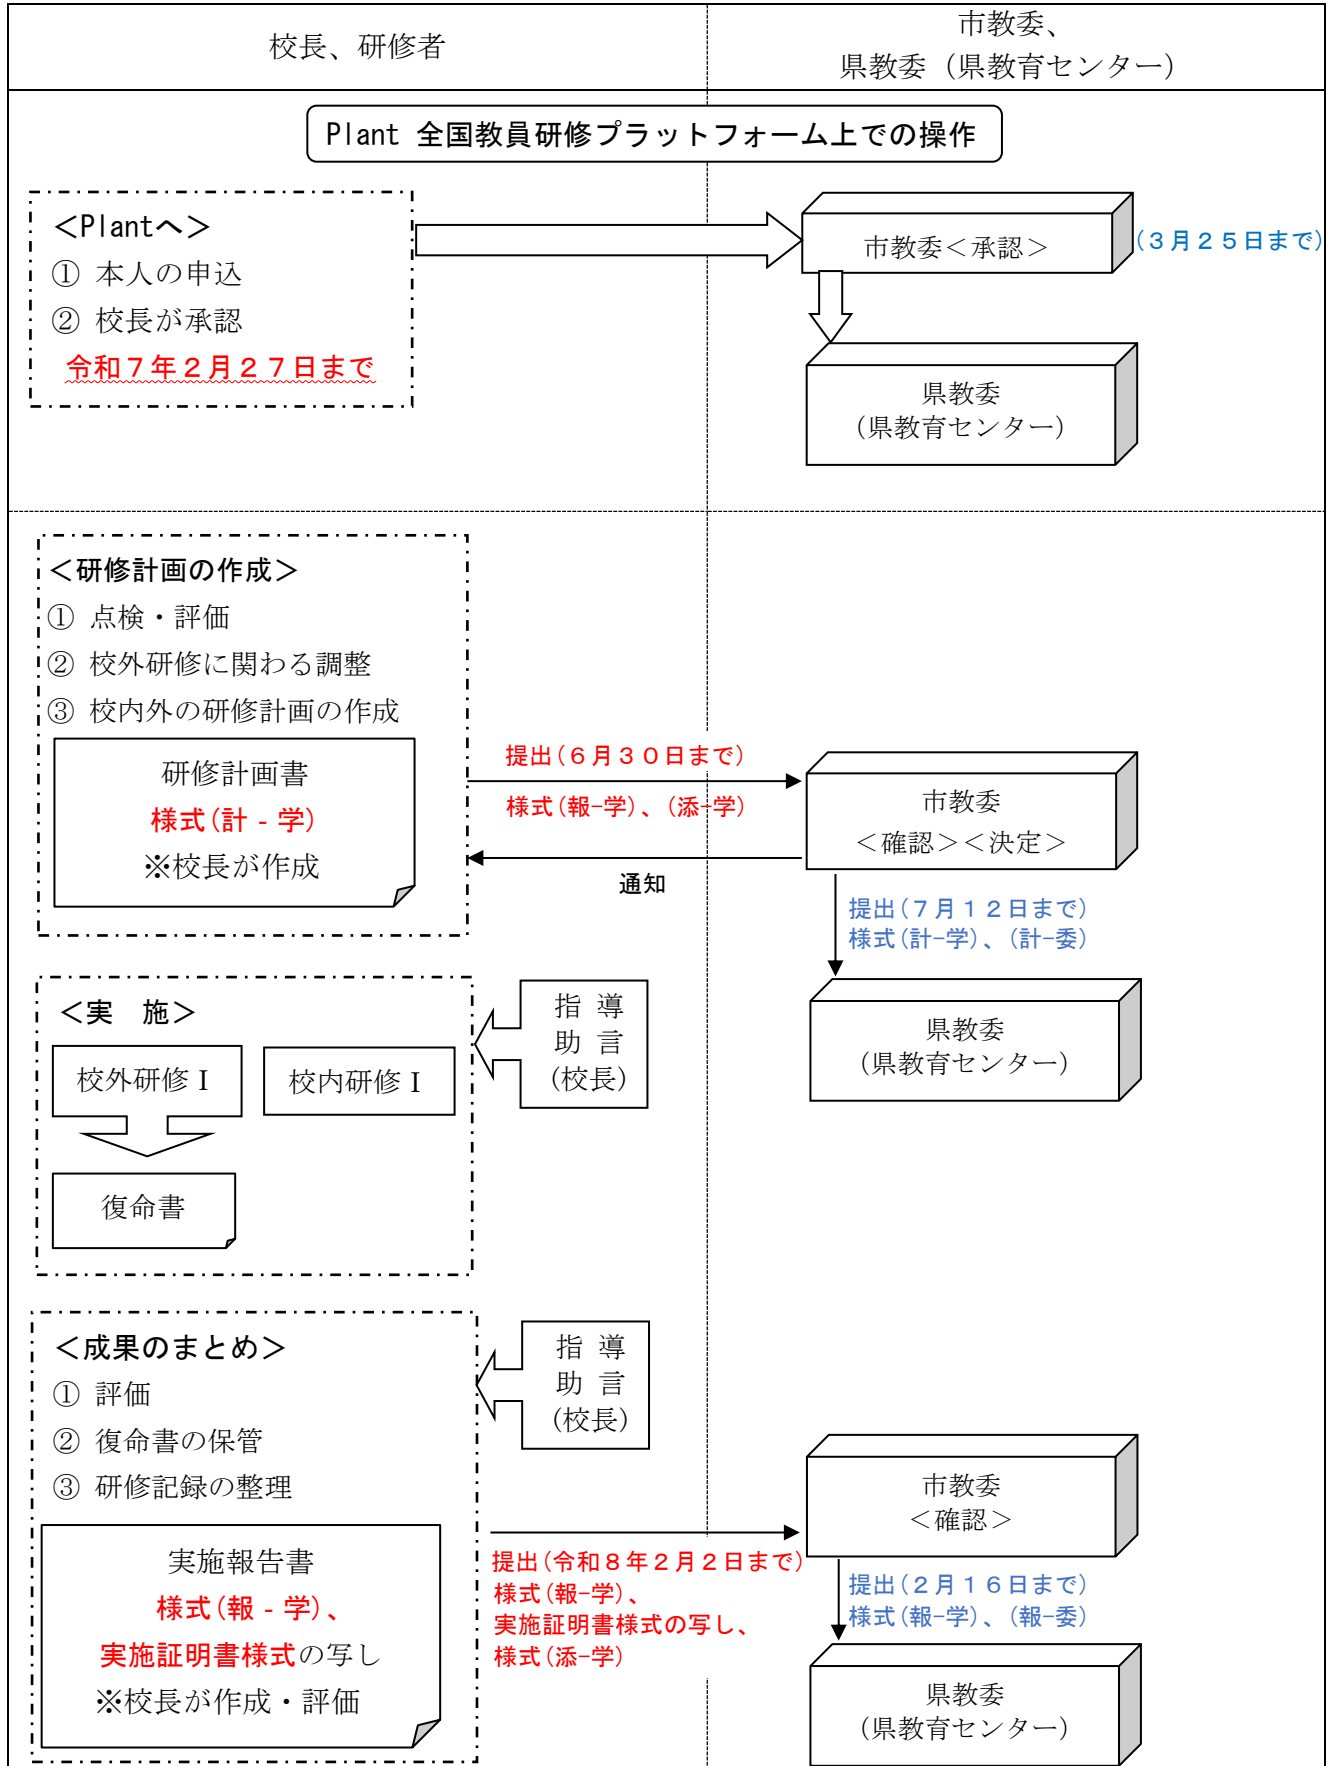 校長、研修者
市教委、
県教委（県教育センター）
Plant 全国教員研修プラットフォーム上での操作
＜Plantへ＞
① 本人の申込
② 校長が承認
令和７年２月２７日まで
市教委＜承認＞
(３月２５日まで)
県教委
（県教育センター）
＜研修計画の作成＞
① 点検・評価
② 校外研修に関わる調整
③ 校内外の研修計画の作成
研修計画書
様式(計‐学)
※校長が作成
提出(６月３０日まで)
様式(報-学)、(添-学)
通知
市教委
＜確認＞＜決定＞
提出(７月１２日まで)
様式(計-学)、(計-委)
県教委
（県教育センター）
＜実　施＞
校外研修Ⅰ
校内研修Ⅰ
復命書
指 導
助 言
(校長)
＜成果のまとめ＞
① 評価
② 復命書の保管
③ 研修記録の整理
実施報告書
様式(報‐学)、
実施証明書様式の写し
※校長が作成・評価
指 導
助 言
(校長)
提出(令和８年２月２日まで)
様式(報-学)、
実施証明書様式の写し、
様式(添-学)
市教委
＜確認＞
提出(２月１６日まで)
様式(報-学)、(報-委)
県教委
（県教育センター）